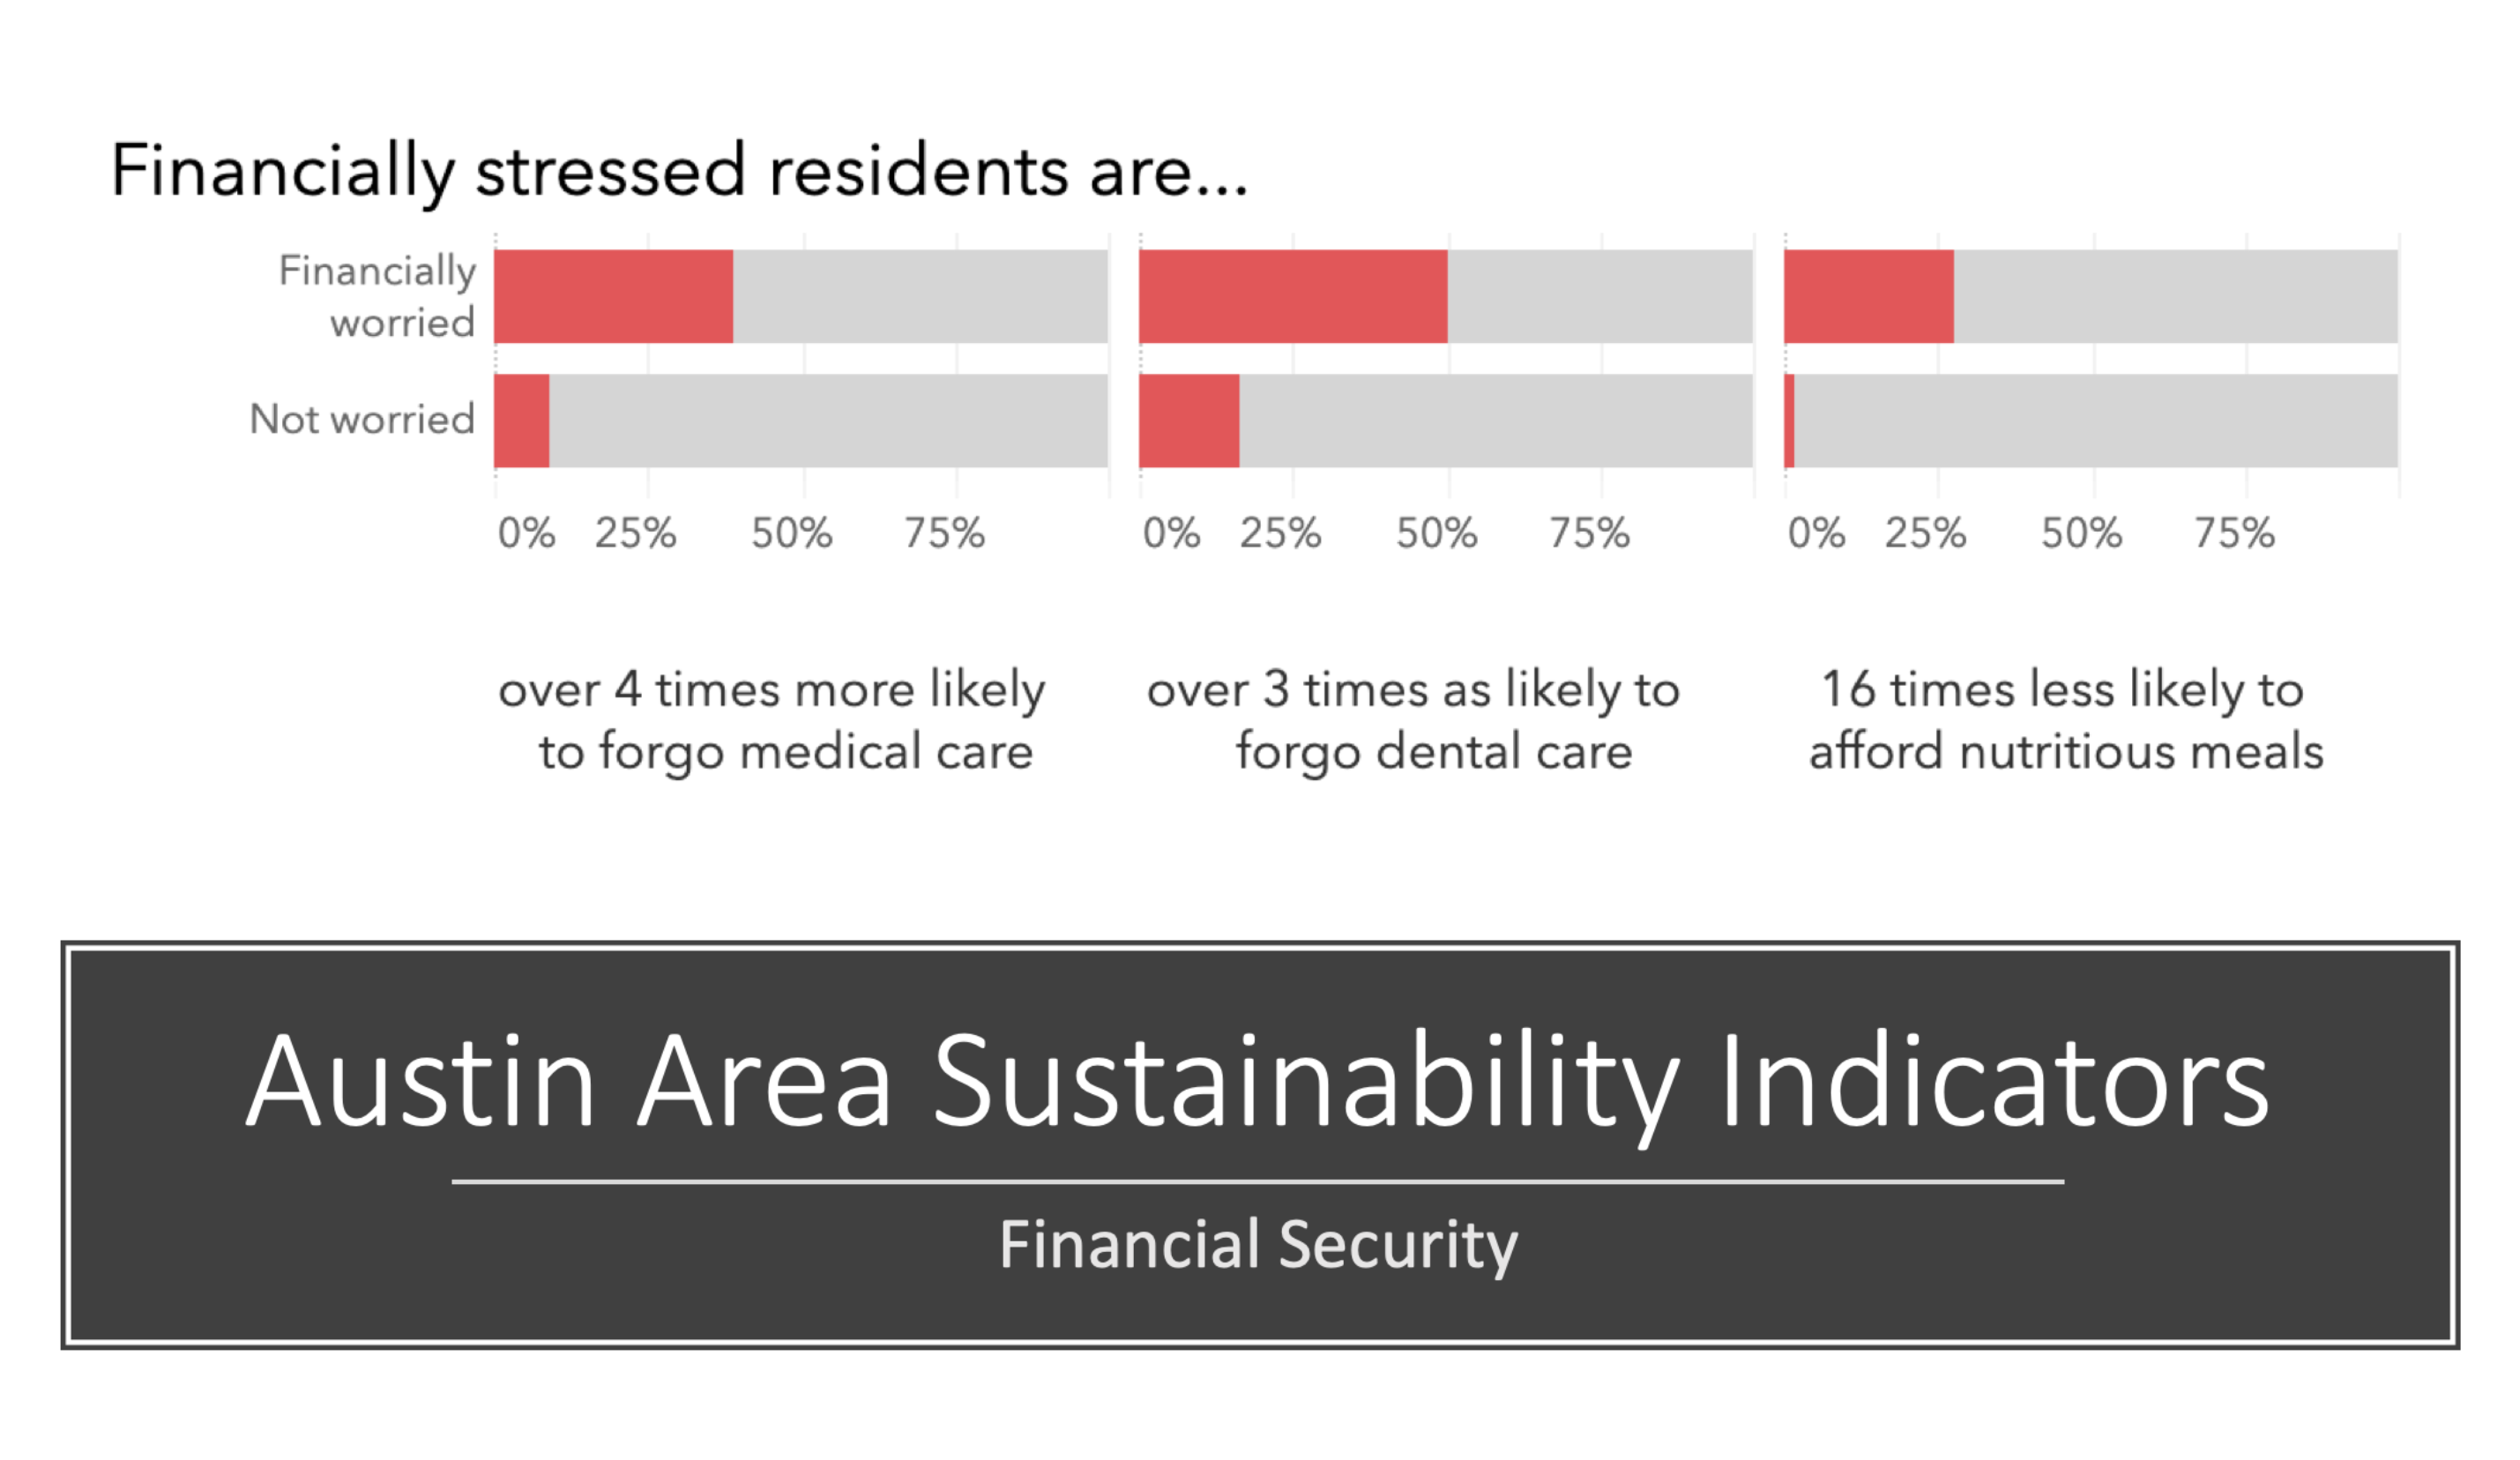 Financially stressed residents are...
Financially
worried
Not worried
0% 25% 50% 75% 0% 25% 50% 75% 0% 25% 50% 75%
over 4 times more likely
to forgo medical care
over 3 times as likely to
forgo dental care
16 times less likely to
afford nutritious meals
Austin Area Sustainability Indicators
Financial Security